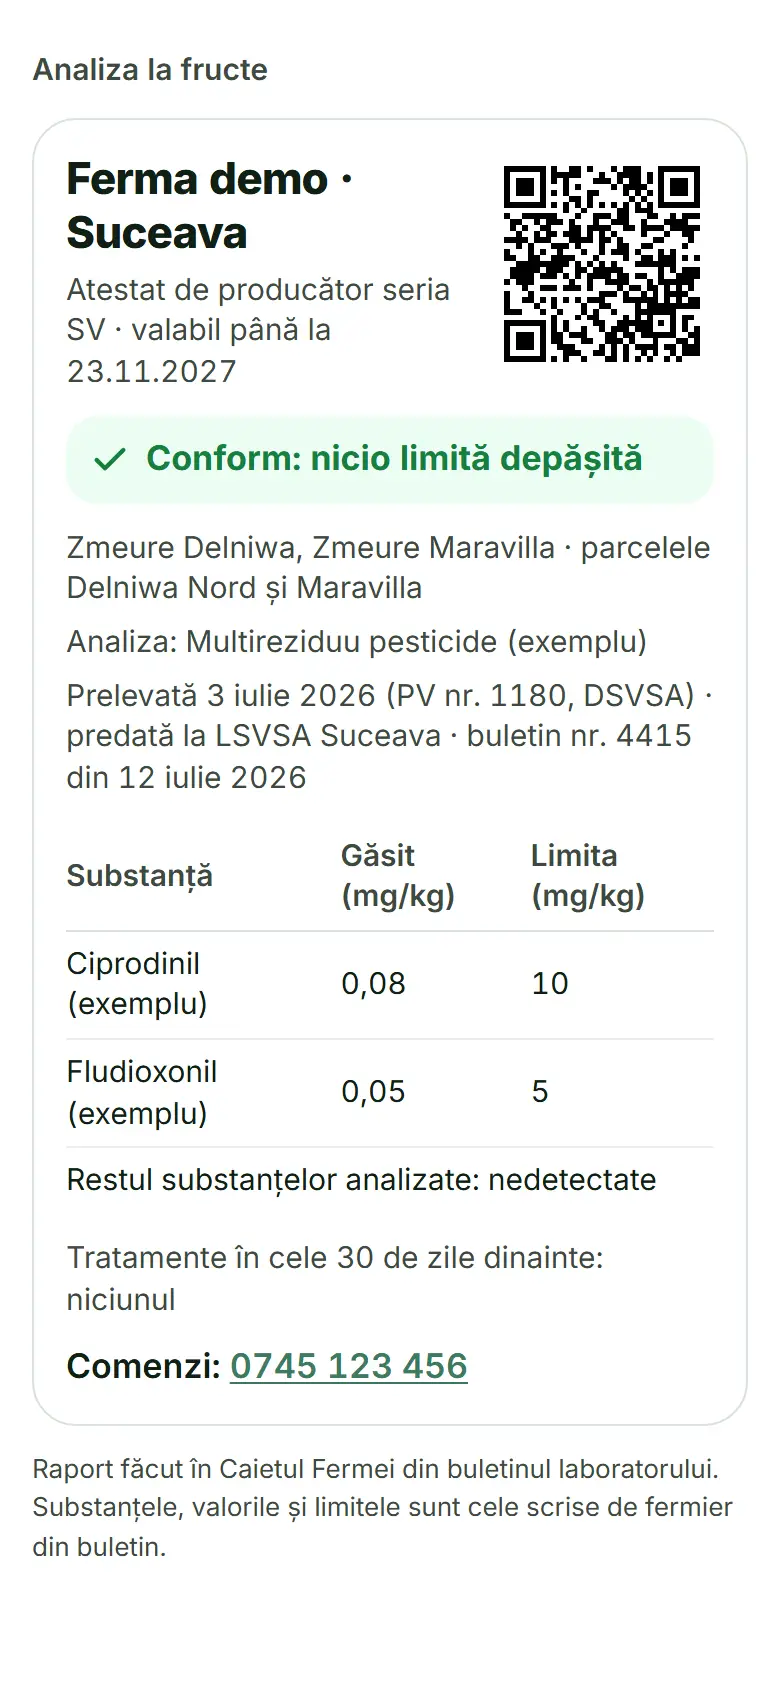 Analiza la fructe
Ferma demo ·
Suceava
Atestat de producător seria
SV · valabil până la
23.11.2027
Conform: nicio limită depășită
Zmeure Delniwa, Zmeure Maravilla · parcelele
Delniwa Nord și Maravilla
Analiza: Multireziduu pesticide (exemplu)
Prelevată 3 iulie 2026 (PV nr. 1180, DSVSA) ·
predată la LSVSA Suceava · buletin nr. 4415
din 12 iulie 2026
Substanță Găsit (mg/kg) Limita (mg/kg)
Ciprodinil (exemplu) 0,08 10
Fludioxonil (exemplu) 0,05 5
Restul substanțelor analizate: nedetectate
Tratamente în cele 30 de zile dinainte:
niciunul
Comenzi: 0745 123 456
Raport făcut în Caietul Fermei din buletinul laboratorului.
Substanțele, valorile și limitele sunt cele scrise de fermier
din buletin.